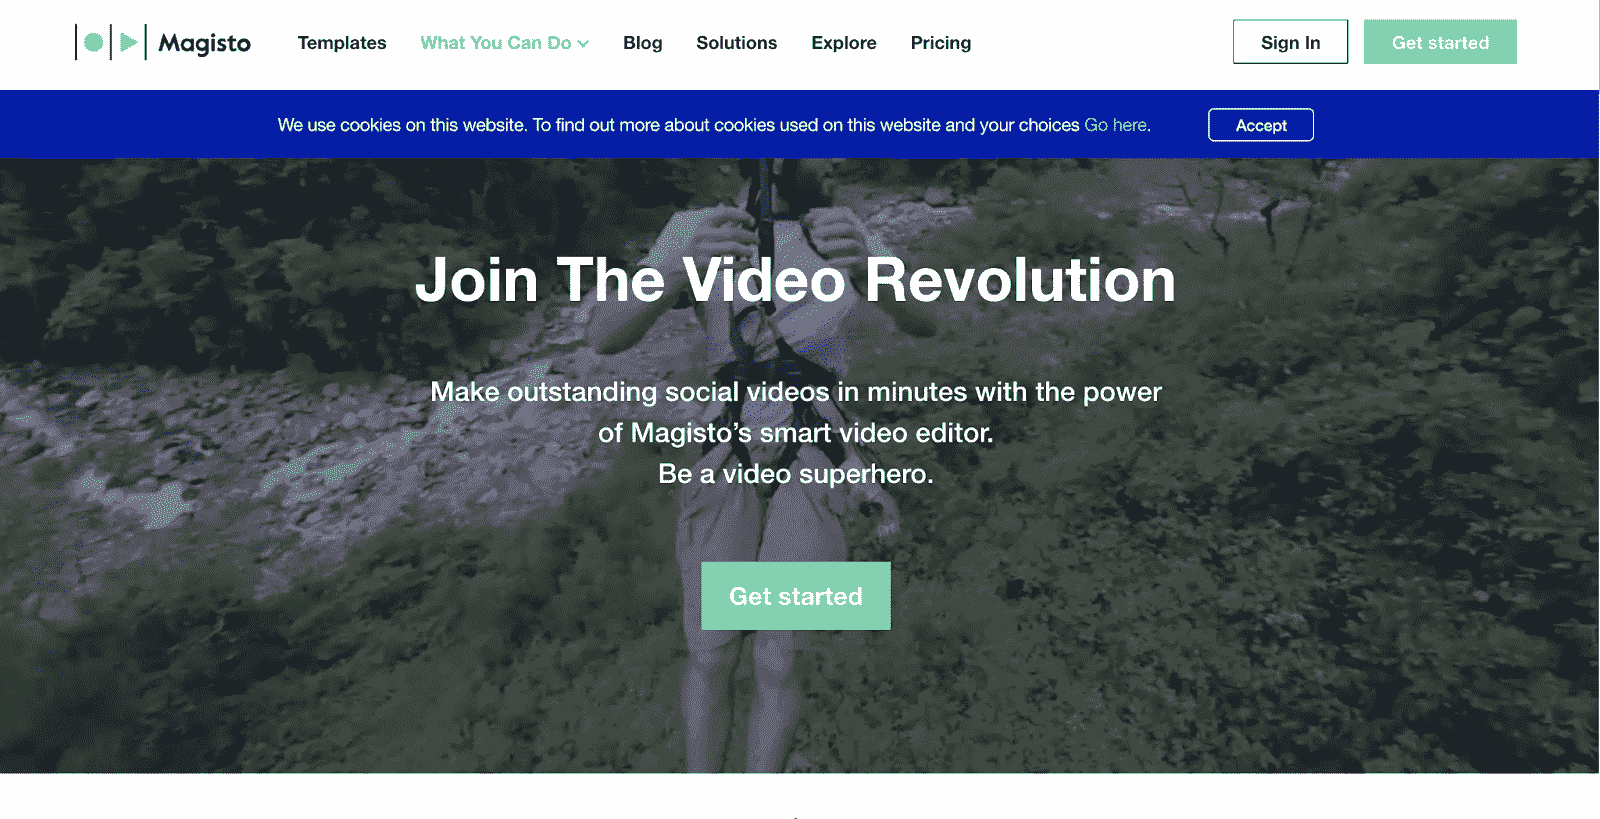 Magisto
Templates
What You Can Do
Blog
Solutions
Explore
Pricing
Sign In
Get started
We use cookies on this website. To find out more about cookies used on this website and your choices Go here.
Accept
Join The Video Revolution
Make outstanding social videos in minutes with the power
of Magisto’s smart video editor.
Be a video superhero.
Get started